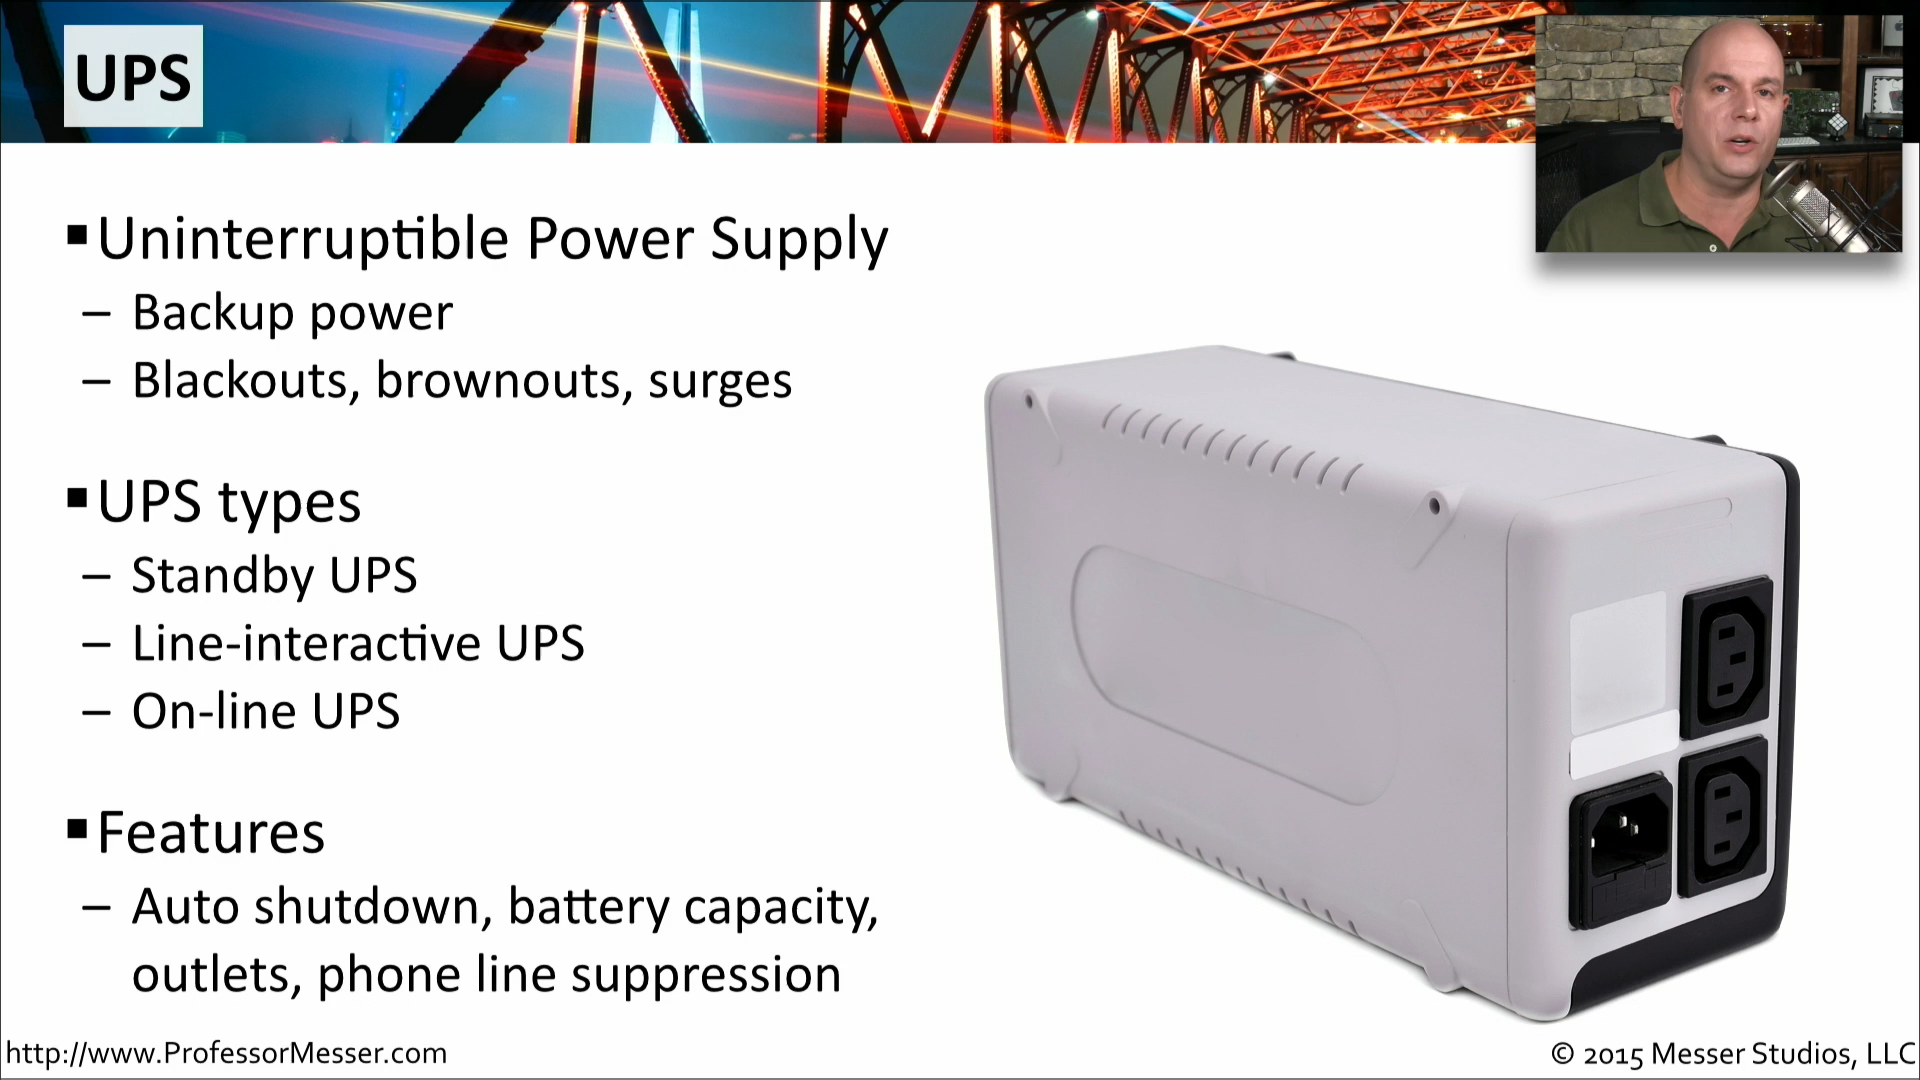 UPS
▪Uninterruptible Power Supply
– Backup power
– Blackouts, brownouts, surges
▪UPS types
– Standby UPS
– Line-interactive UPS
– On-line UPS
▪Features
– Auto shutdown, battery capacity,
outlets, phone line suppression
http://www.ProfessorMesser.com
© 2015 Messer Studios, LLC